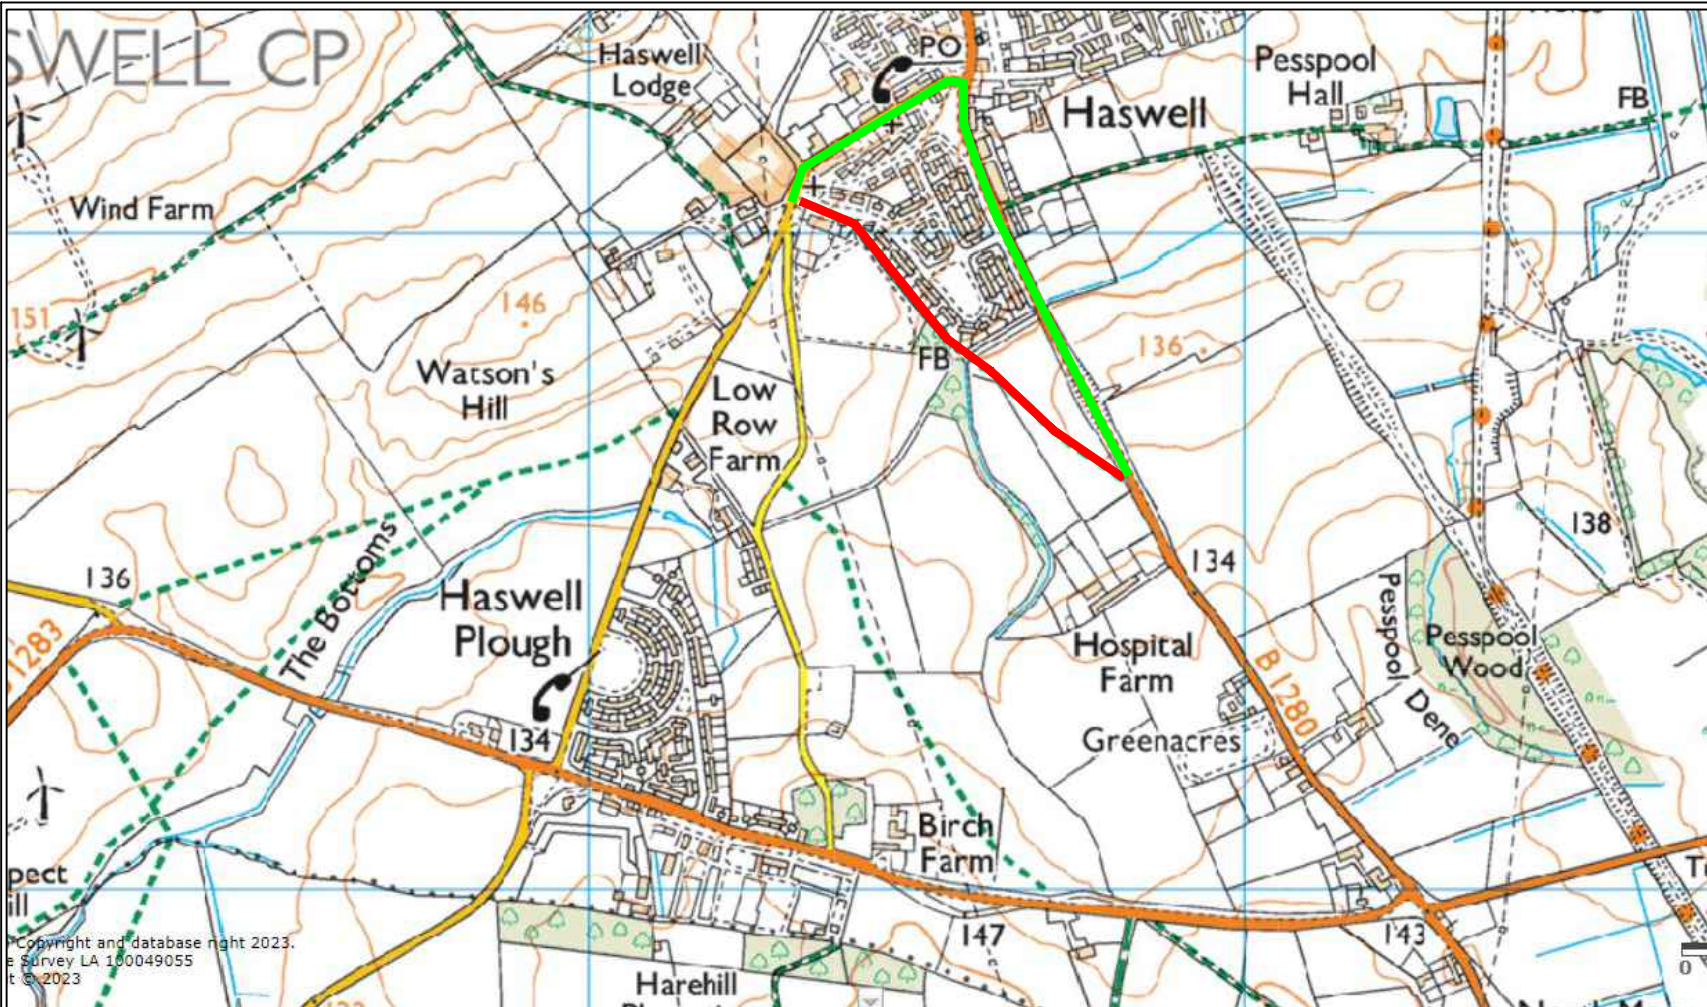 SWELL CP
Haswell
Lodge
PO
Haswell
Pesspool
Hall
FB
Wind Farm
151
146
136
Watson's
Hill
Low
Row
Farm
FB
138
136
The Bottoms
Haswell
Plough
134
Pesspool Dene
Pesspool
Wood
Hospital
Farm
B 1280
1283
Greenacres
134
Birch
Farm
147
143
Harehill
Copyright and database right 2023.
Survey LA 100049055
© 2023
0